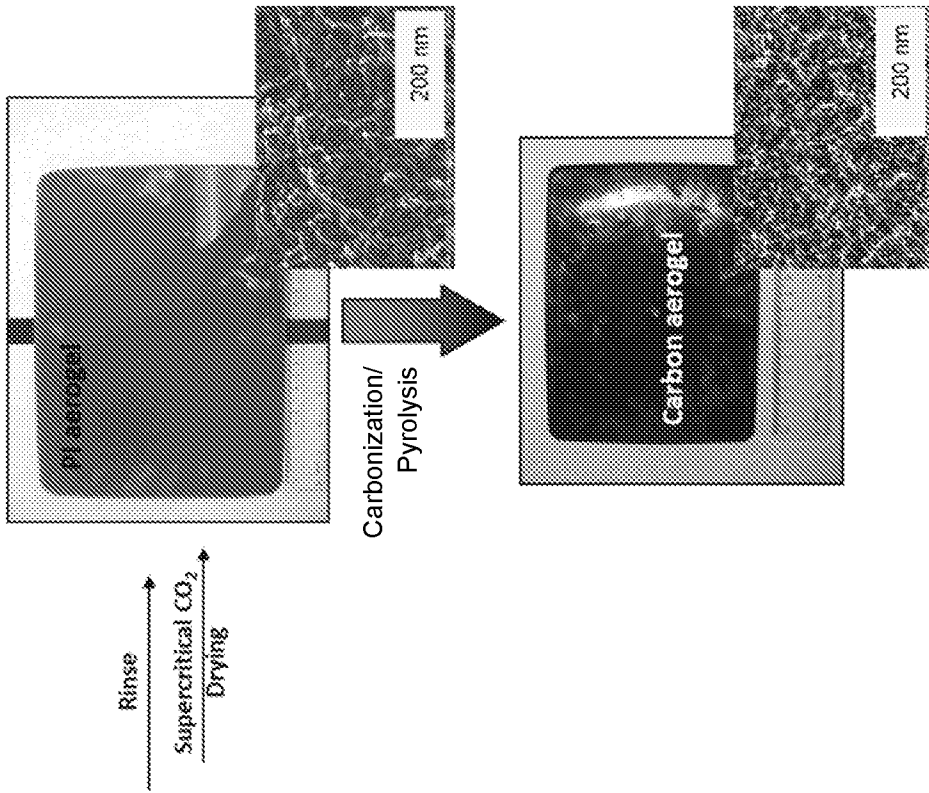 Rinse
Supercritical CO₂
Drying
PI aerogel
200 nm
Carbonization/
Pyrolysis
Carbon aerogel
200 nm